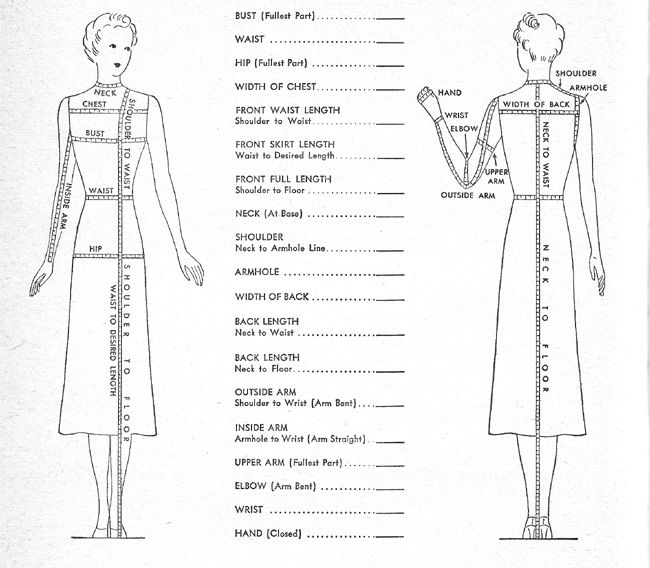 NECK
CHEST
SHOULDER TO WAIST
BUST
INSIDE ARM
WAIST
HIP
SHOULDER TO FLOOR
WAIST TO DESIRED LENGTH
BUST (Fullest Part)
WAIST
HIP (Fullest Part)
WIDTH OF CHEST
FRONT WAIST LENGTH
Shoulder to Waist
FRONT SKIRT LENGTH
Waist to Desired Length
FRONT FULL LENGTH
Shoulder to Floor
NECK (At Base)
SHOULDER
Neck to Armhole Line
ARMHOLE
WIDTH OF BACK
BACK LENGTH
Neck to Waist
BACK LENGTH
Neck to Floor
OUTSIDE ARM
Shoulder to Wrist (Arm Bent)
INSIDE ARM
Armhole to Wrist (Arm Straight)
UPPER ARM (Fullest Part)
ELBOW (Arm Bent)
WRIST
HAND (Closed)
SHOULDER
ARMHOLE
HAND
WIDTH OF BACK
WRIST
ELBOW
NECK TO WAIST
UPPER
ARM
OUTSIDE ARM
NECK TO FLOOR